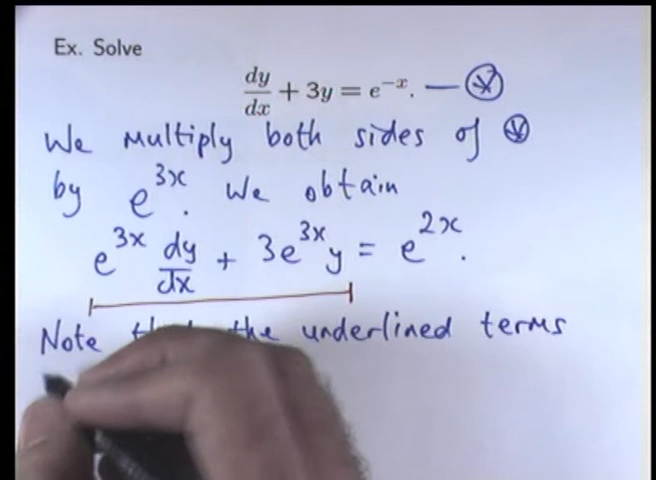 Ex. Solve
dy/dx + 3y = e^{-x}. — ⊛
We multiply both sides of ⊛
by e^{3x}. We obtain
e^{3x} dy/dx + 3e^{3x}y = e^{2x}.
Note the underlined terms